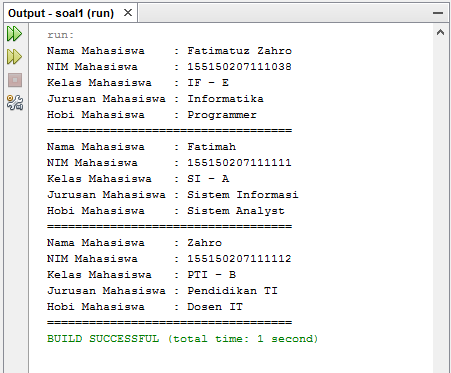 Output - soal1 (run)
run:
Nama Mahasiswa    : Fatimatuz Zahro
NIM Mahasiswa     : 155150207111038
Kelas Mahasiswa   : IF - E
Jurusan Mahasiswa : Informatika
Hobi Mahasiswa    : Programmer
===================================
Nama Mahasiswa    : Fatimah
NIM Mahasiswa     : 155150207111111
Kelas Mahasiswa   : SI - A
Jurusan Mahasiswa : Sistem Informasi
Hobi Mahasiswa    : Sistem Analyst
===================================
Nama Mahasiswa    : Zahro
NIM Mahasiswa     : 155150207111112
Kelas Mahasiswa   : PTI - B
Jurusan Mahasiswa : Pendidikan TI
Hobi Mahasiswa    : Dosen IT
===================================
BUILD SUCCESSFUL (total time: 1 second)